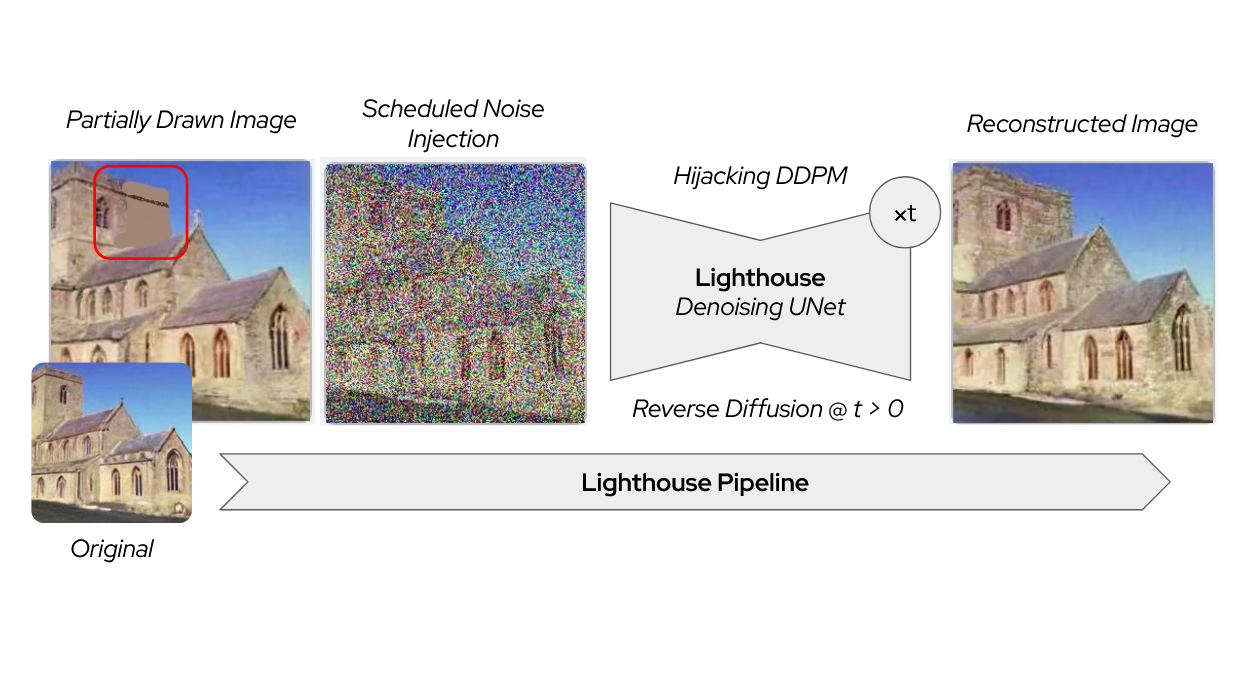 Partially Drawn Image
Scheduled Noise
Injection
Hijacking DDPM
×t
Lighthouse
Denoising UNet
Reverse Diffusion @ t > 0
Reconstructed Image
Lighthouse Pipeline
Original